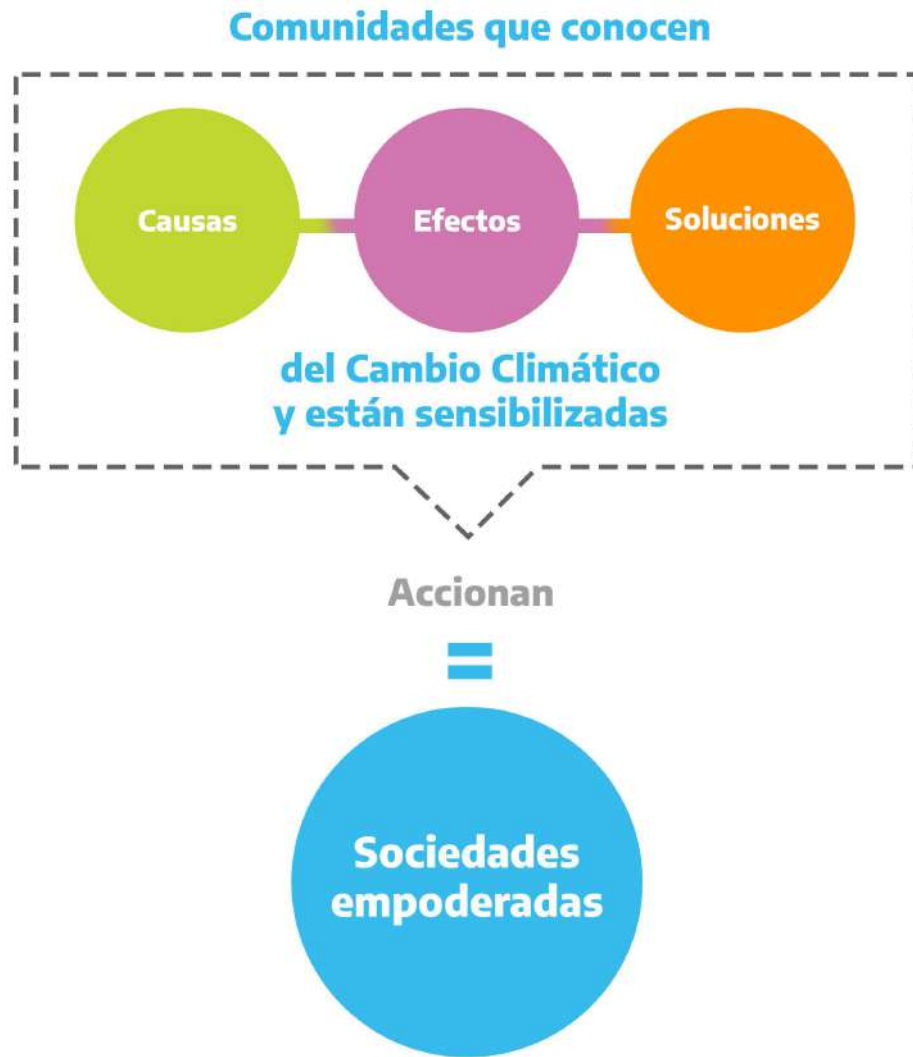 Comunidades que conocen
Causas
Efectos
Soluciones
del Cambio Climático
y están sensibilizadas
Accionan
=
Sociedades
empoderadas